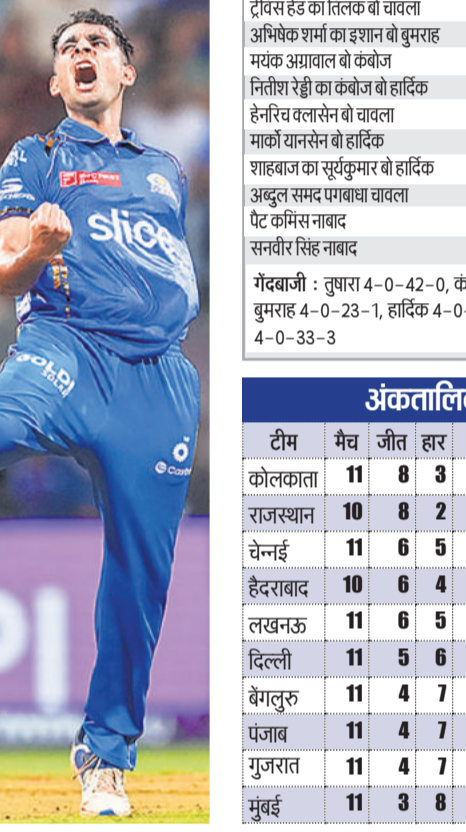 slice
GOLDI
SOLAR
ट्रेविस हेड का तिलक बो चावला
अभिषेक शर्मा का इशान बो बुमराह
मयंक अग्रावाल बो कंबोज
नितीश रेड्डी का कंबोज बो हार्दिक
हेनरिच क्लासेन बो चावला
मार्को यानसेन बो हार्दिक
शाहबाज का सूर्यकुमार बो हार्दिक
अब्दुल समद पगबाधा चावला
पैट कमिंस नाबाद
सनवीर सिंह नाबाद
गेंदबाजी : तुषारा 4-0-42-0, कं
बुमराह 4-0-23-1, हार्दिक 4-0-
4-0-33-3
अंकतालि
टीम मैच जीत हार
कोलकाता 11 8 3
राजस्थान 10 8 2
चेन्नई 11 6 5
हैदराबाद 10 6 4
लखनऊ 11 6 5
दिल्ली 11 5 6
बेंगलुरु 11 4 7
पंजाब 11 4 7
गुजरात 11 4 7
मुंबई 11 3 8